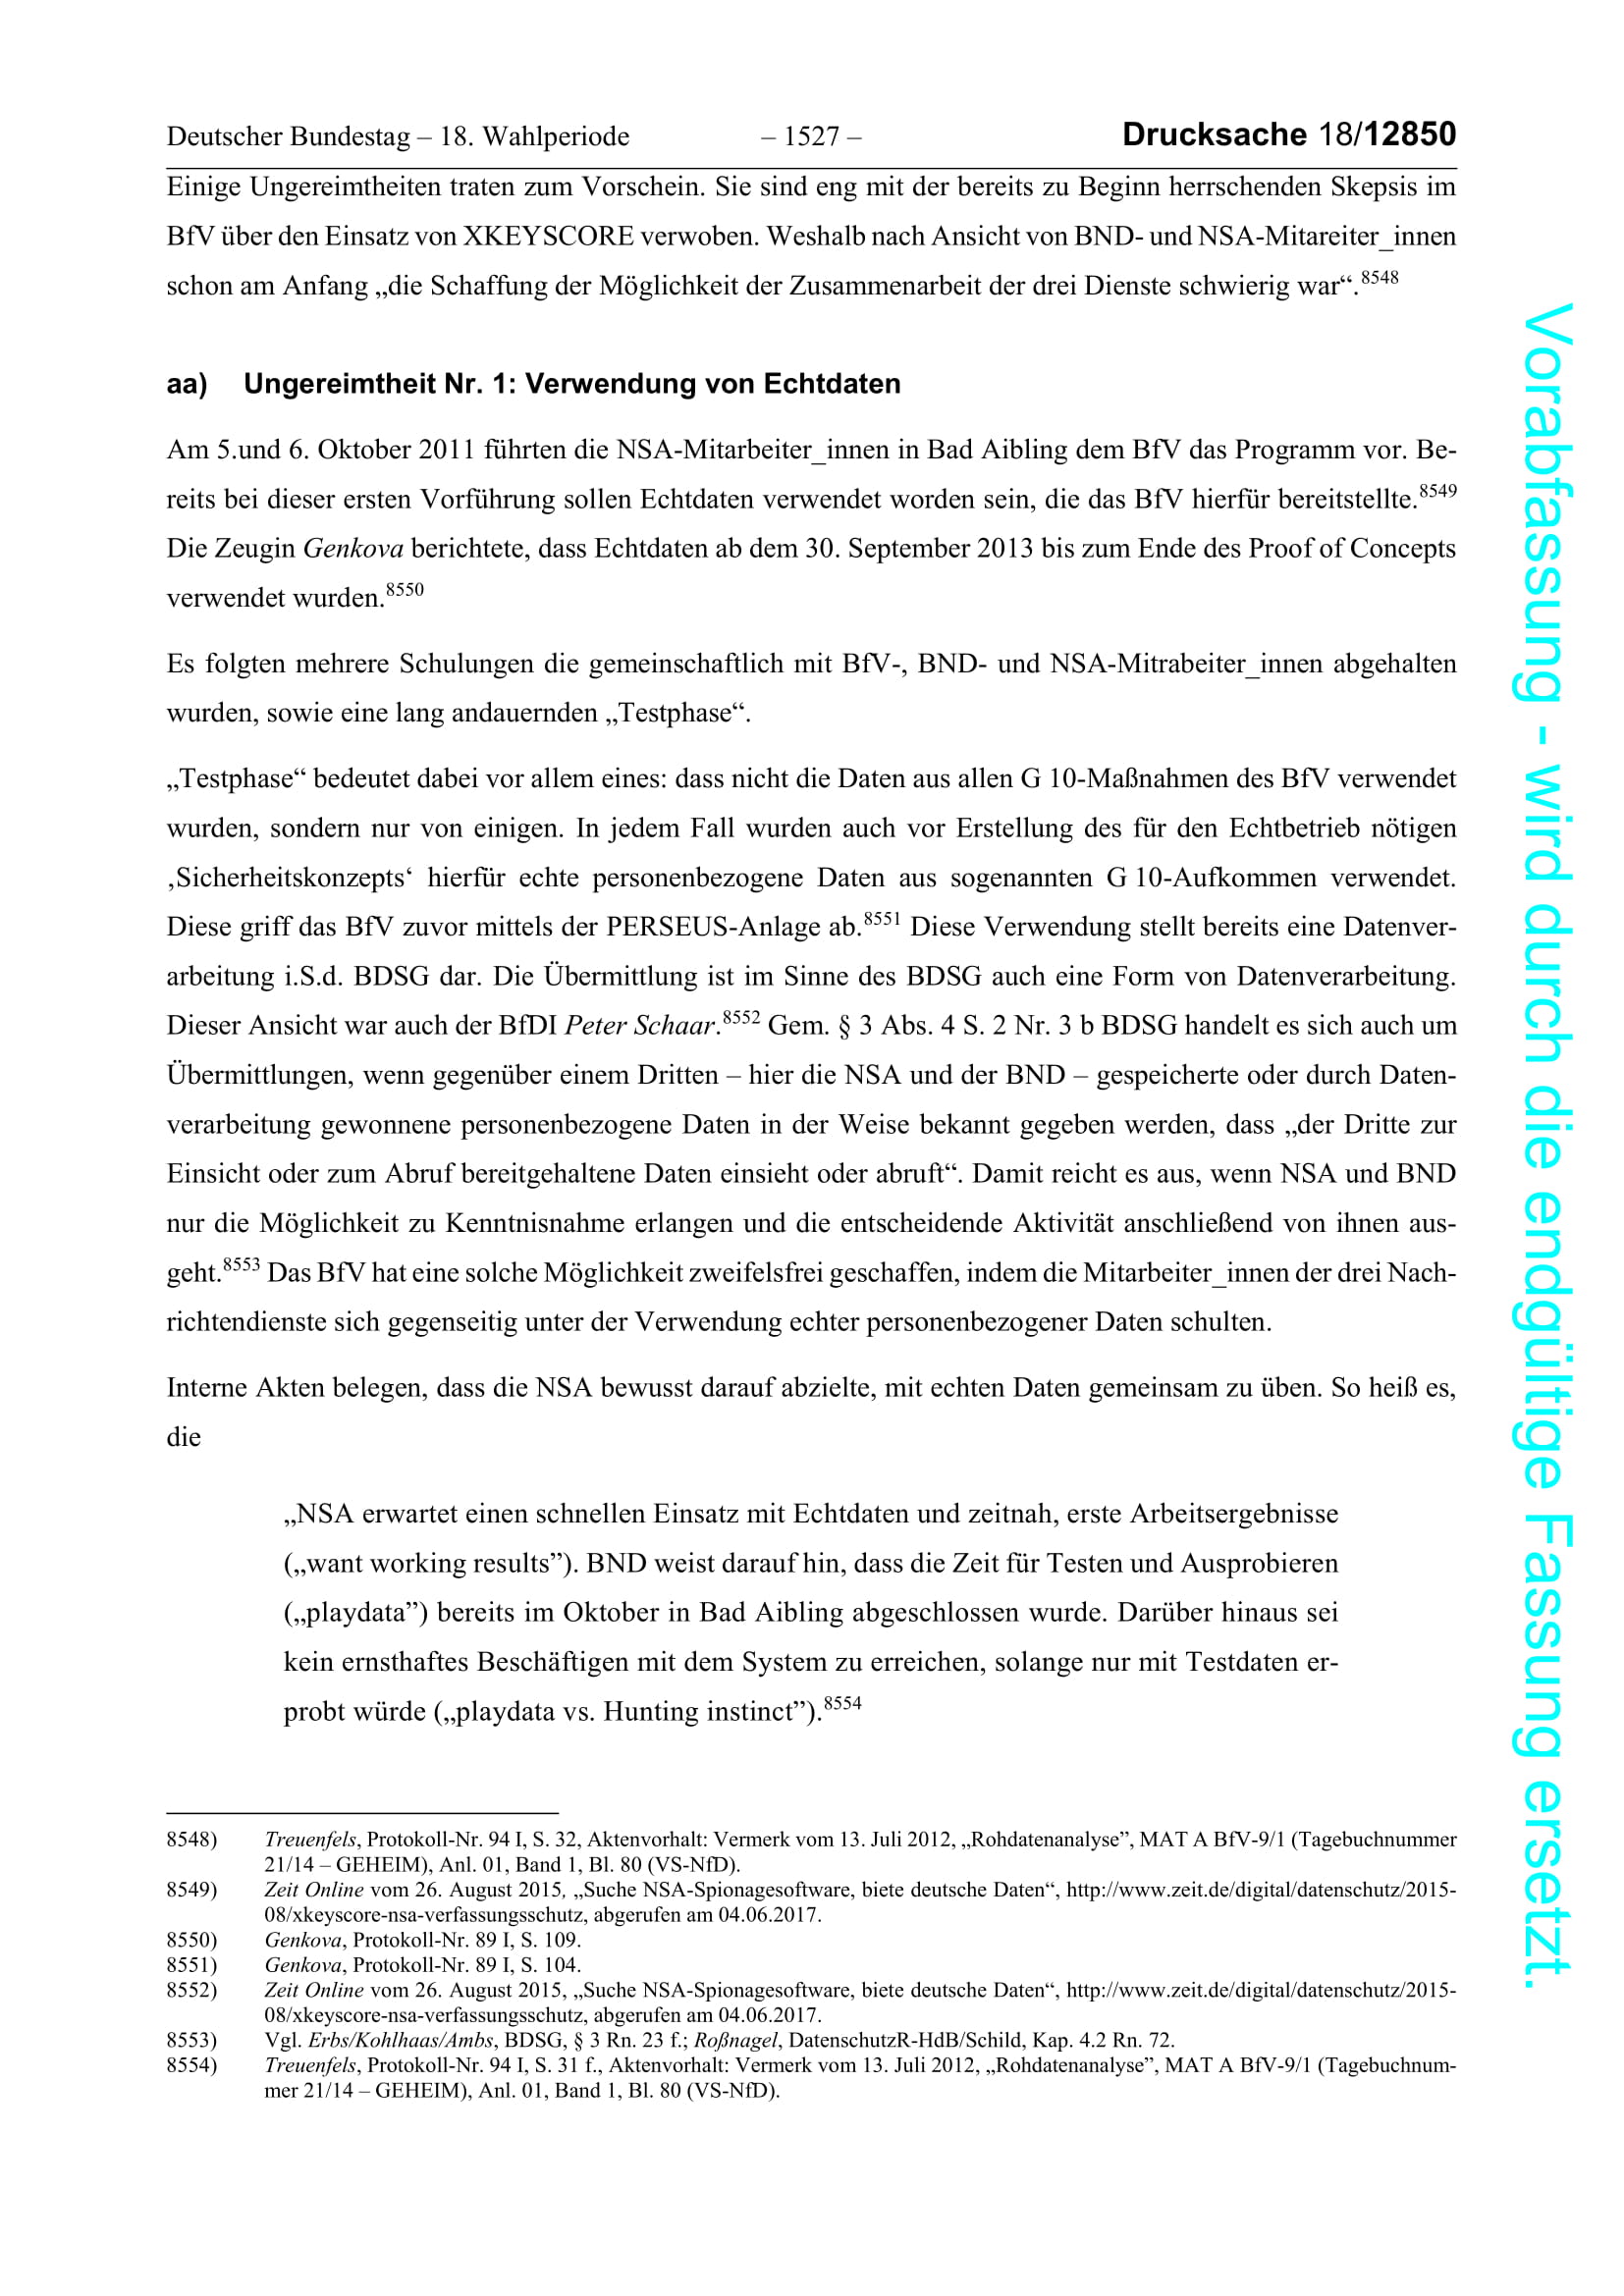 Deutscher Bundestag – 18. Wahlperiode – 1527 – Drucksache 18/12850
Einige Ungereimtheiten traten zum Vorschein. Sie sind eng mit der bereits zu Beginn herrschenden Skepsis im
BfV über den Einsatz von XKEYSCORE verwoben. Weshalb nach Ansicht von BND- und NSA-Mitareiter_innen
schon am Anfang „die Schaffung der Möglichkeit der Zusammenarbeit der drei Dienste schwierig war“.8548
aa) Ungereimtheit Nr. 1: Verwendung von Echtdaten
Am 5.und 6. Oktober 2011 führten die NSA-Mitarbeiter_innen in Bad Aibling dem BfV das Programm vor. Be-
reits bei dieser ersten Vorführung sollen Echtdaten verwendet worden sein, die das BfV hierfür bereitstellte.8549
Die Zeugin Genkova berichtete, dass Echtdaten ab dem 30. September 2013 bis zum Ende des Proof of Concepts
verwendet wurden.8550
Es folgten mehrere Schulungen die gemeinschaftlich mit BfV-, BND- und NSA-Mitrabeiter_innen abgehalten
wurden, sowie eine lang andauernden „Testphase“.
„Testphase“ bedeutet dabei vor allem eines: dass nicht die Daten aus allen G 10-Maßnahmen des BfV verwendet
wurden, sondern nur von einigen. In jedem Fall wurden auch vor Erstellung des für den Echtbetrieb nötigen
‚Sicherheitskonzepts‘ hierfür echte personenbezogene Daten aus sogenannten G 10-Aufkommen verwendet.
Diese griff das BfV zuvor mittels der PERSEUS-Anlage ab.8551 Diese Verwendung stellt bereits eine Datenver-
arbeitung i.S.d. BDSG dar. Die Übermittlung ist im Sinne des BDSG auch eine Form von Datenverarbeitung.
Dieser Ansicht war auch der BfDI Peter Schaar.8552 Gem. § 3 Abs. 4 S. 2 Nr. 3 b BDSG handelt es sich auch um
Übermittlungen, wenn gegenüber einem Dritten – hier die NSA und der BND – gespeicherte oder durch Daten-
verarbeitung gewonnene personenbezogene Daten in der Weise bekannt gegeben werden, dass „der Dritte zur
Einsicht oder zum Abruf bereitgehaltene Daten einsieht oder abruft“. Damit reicht es aus, wenn NSA und BND
nur die Möglichkeit zu Kenntnisnahme erlangen und die entscheidende Aktivität anschließend von ihnen aus-
geht.8553 Das BfV hat eine solche Möglichkeit zweifelsfrei geschaffen, indem die Mitarbeiter_innen der drei Nach-
richtendienste sich gegenseitig unter der Verwendung echter personenbezogener Daten schulten.
Interne Akten belegen, dass die NSA bewusst darauf abzielte, mit echten Daten gemeinsam zu üben. So heiß es,
die
„NSA erwartet einen schnellen Einsatz mit Echtdaten und zeitnah, erste Arbeitsergebnisse
(„want working results”). BND weist darauf hin, dass die Zeit für Testen und Ausprobieren
(„playdata”) bereits im Oktober in Bad Aibling abgeschlossen wurde. Darüber hinaus sei
kein ernsthaftes Beschäftigen mit dem System zu erreichen, solange nur mit Testdaten er-
probt würde („playdata vs. Hunting instinct”).8554
8548) Treuenfels, Protokoll-Nr. 94 I, S. 32, Aktenvorhalt: Vermerk vom 13. Juli 2012, „Rohdatenanalyse”, MAT A BfV-9/1 (Tagebuchnummer
21/14 – GEHEIM), Anl. 01, Band 1, Bl. 80 (VS-NfD).
8549) Zeit Online vom 26. August 2015, „Suche NSA-Spionagesoftware, biete deutsche Daten“, http://www.zeit.de/digital/datenschutz/2015-
08/xkeyscore-nsa-verfassungsschutz, abgerufen am 04.06.2017.
8550) Genkova, Protokoll-Nr. 89 I, S. 109.
8551) Genkova, Protokoll-Nr. 89 I, S. 104.
8552) Zeit Online vom 26. August 2015, „Suche NSA-Spionagesoftware, biete deutsche Daten“, http://www.zeit.de/digital/datenschutz/2015-
08/xkeyscore-nsa-verfassungsschutz, abgerufen am 04.06.2017.
8553) Vgl. Erbs/Kohlhaas/Ambs, BDSG, § 3 Rn. 23 f.; Roßnagel, DatenschutzR-HdB/Schild, Kap. 4.2 Rn. 72.
8554) Treuenfels, Protokoll-Nr. 94 I, S. 31 f., Aktenvorhalt: Vermerk vom 13. Juli 2012, „Rohdatenanalyse”, MAT A BfV-9/1 (Tagebuchnum-
mer 21/14 – GEHEIM), Anl. 01, Band 1, Bl. 80 (VS-NfD).
Vorabfassung - wird durch die endgültige Fassung ersetzt.